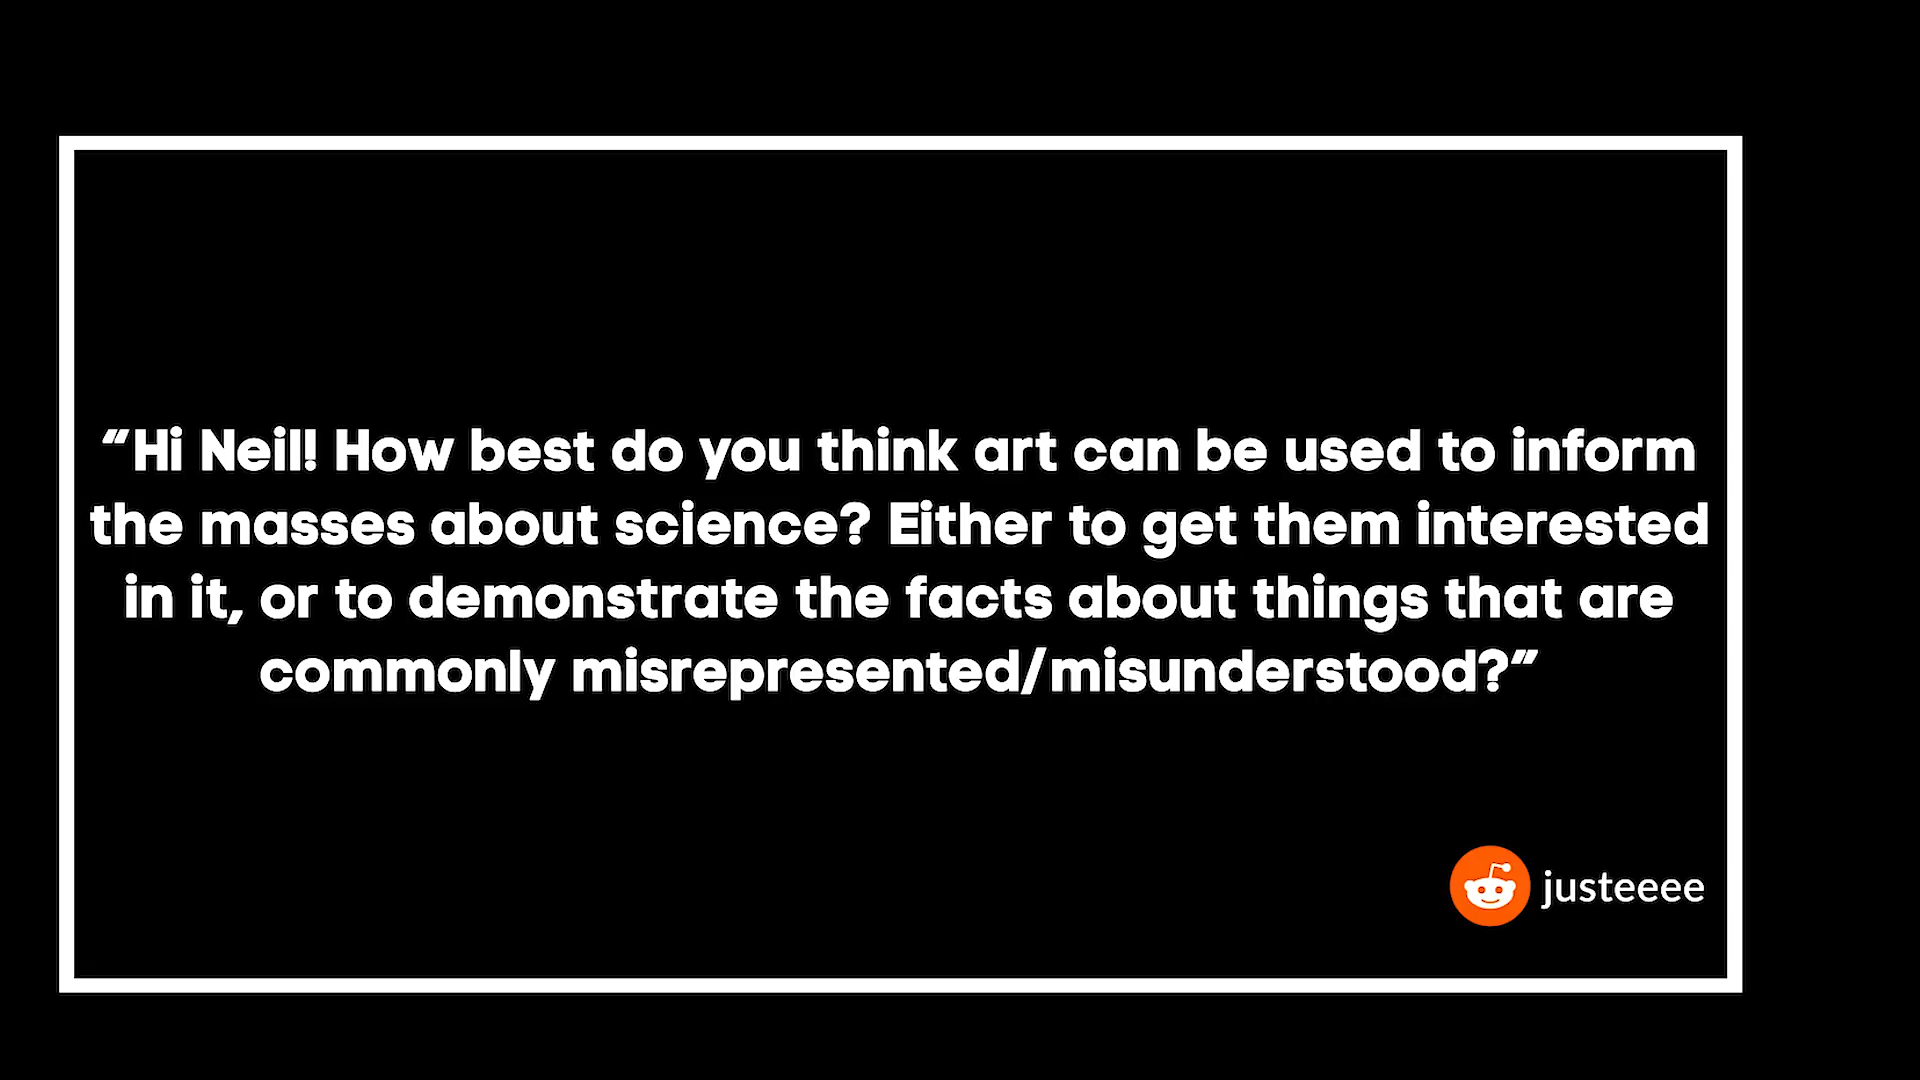 “Hi Neil! How best do you think art can be used to inform
the masses about science? Either to get them interested
in it, or to demonstrate the facts about things that are
commonly misrepresented/misunderstood?”
justeeee